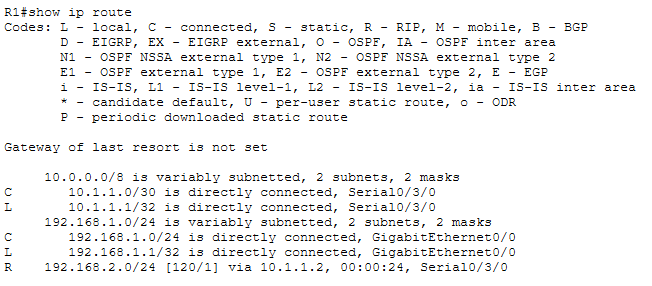 R1#show ip route
Codes: L - local, C - connected, S - static, R - RIP, M - mobile, B - BGP
       D - EIGRP, EX - EIGRP external, O - OSPF, IA - OSPF inter area
       N1 - OSPF NSSA external type 1, N2 - OSPF NSSA external type 2
       E1 - OSPF external type 1, E2 - OSPF external type 2, E - EGP
       i - IS-IS, L1 - IS-IS level-1, L2 - IS-IS level-2, ia - IS-IS inter area
       * - candidate default, U - per-user static route, o - ODR
       P - periodic downloaded static route
Gateway of last resort is not set
     10.0.0.0/8 is variably subnetted, 2 subnets, 2 masks
C       10.1.1.0/30 is directly connected, Serial0/3/0
L       10.1.1.1/32 is directly connected, Serial0/3/0
     192.168.1.0/24 is variably subnetted, 2 subnets, 2 masks
C       192.168.1.0/24 is directly connected, GigabitEthernet0/0
L       192.168.1.1/32 is directly connected, GigabitEthernet0/0
R    192.168.2.0/24 [120/1] via 10.1.1.2, 00:00:24, Serial0/3/0